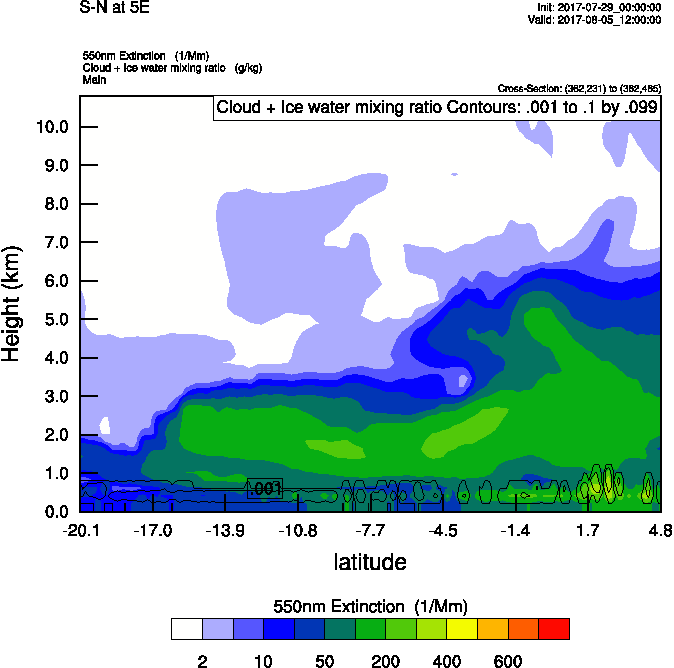 S-N at 5E
Init: 2017-07-29_00:00:00
Valid: 2017-08-05_12:00:00
550nm Extinction (1/Mm)
Cloud + Ice water mixing ratio (g/kg)
Main
Cross-Section: (362,231) to (362,485)
Cloud + Ice water mixing ratio Contours: .001 to .1 by .099
10.0
9.0
8.0
7.0
6.0
5.0
4.0
3.0
2.0
1.0
0.0
Height (km)
.001
-20.1 -17.0 -13.9 -10.8 -7.7 -4.5 -1.4 1.7 4.8
latitude
550nm Extinction (1/Mm)
2 10 50 200 400 600